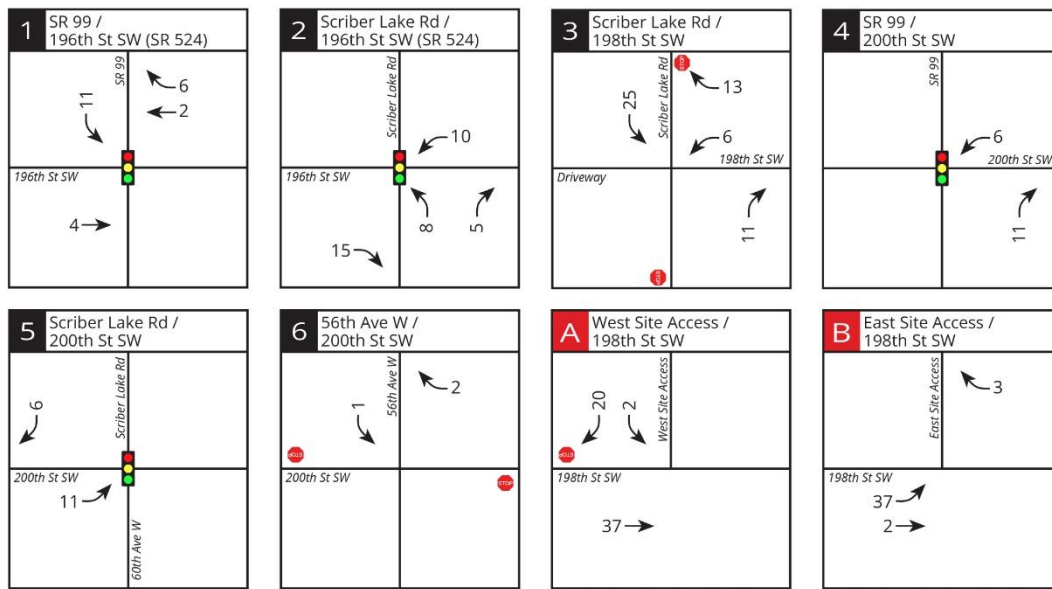 1
SR 99 /
196th St SW (SR 524)
SR 99
6
2
11
196th St SW
4
2
Scriber Lake Rd /
196th St SW (SR 524)
Scriber Lake Rd
10
196th St SW
8
5
15
3
Scriber Lake Rd /
198th St SW
Scriber Lake Rd
STOP
13
25
6
198th St SW
Driveway
11
STOP
4
SR 99 /
200th St SW
SR 99
6
200th St SW
11
5
Scriber Lake Rd /
200th St SW
Scriber Lake Rd
6
200th St SW
11
60th Ave W
6
56th Ave W /
200th St SW
56th Ave W
2
1
STOP
200th St SW
STOP
A
West Site Access /
198th St SW
West Site Access
20
2
STOP
198th St SW
37
B
East Site Access /
198th St SW
East Site Access
3
198th St SW
37
2